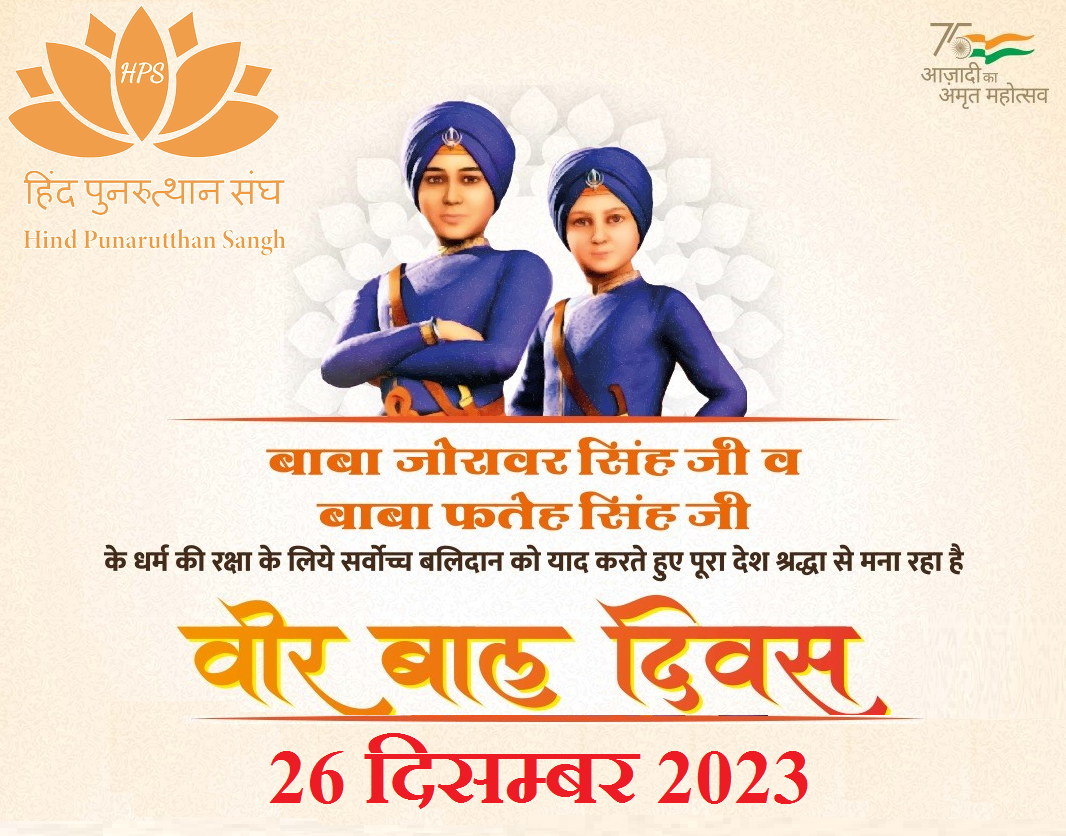 HPS
हिंद पुनरुत्थान संघ
Hind Punarutthan Sangh
75
आज़ादी का
अमृत महोत्सव
बाबा जोरावर सिंह जी व
बाबा फतेह सिंह जी
के धर्म की रक्षा के लिये सर्वोच्च बलिदान को याद करते हुए पूरा देश श्रद्धा से मना रहा है
वीर बाल दिवस
26 दिसम्बर 2023